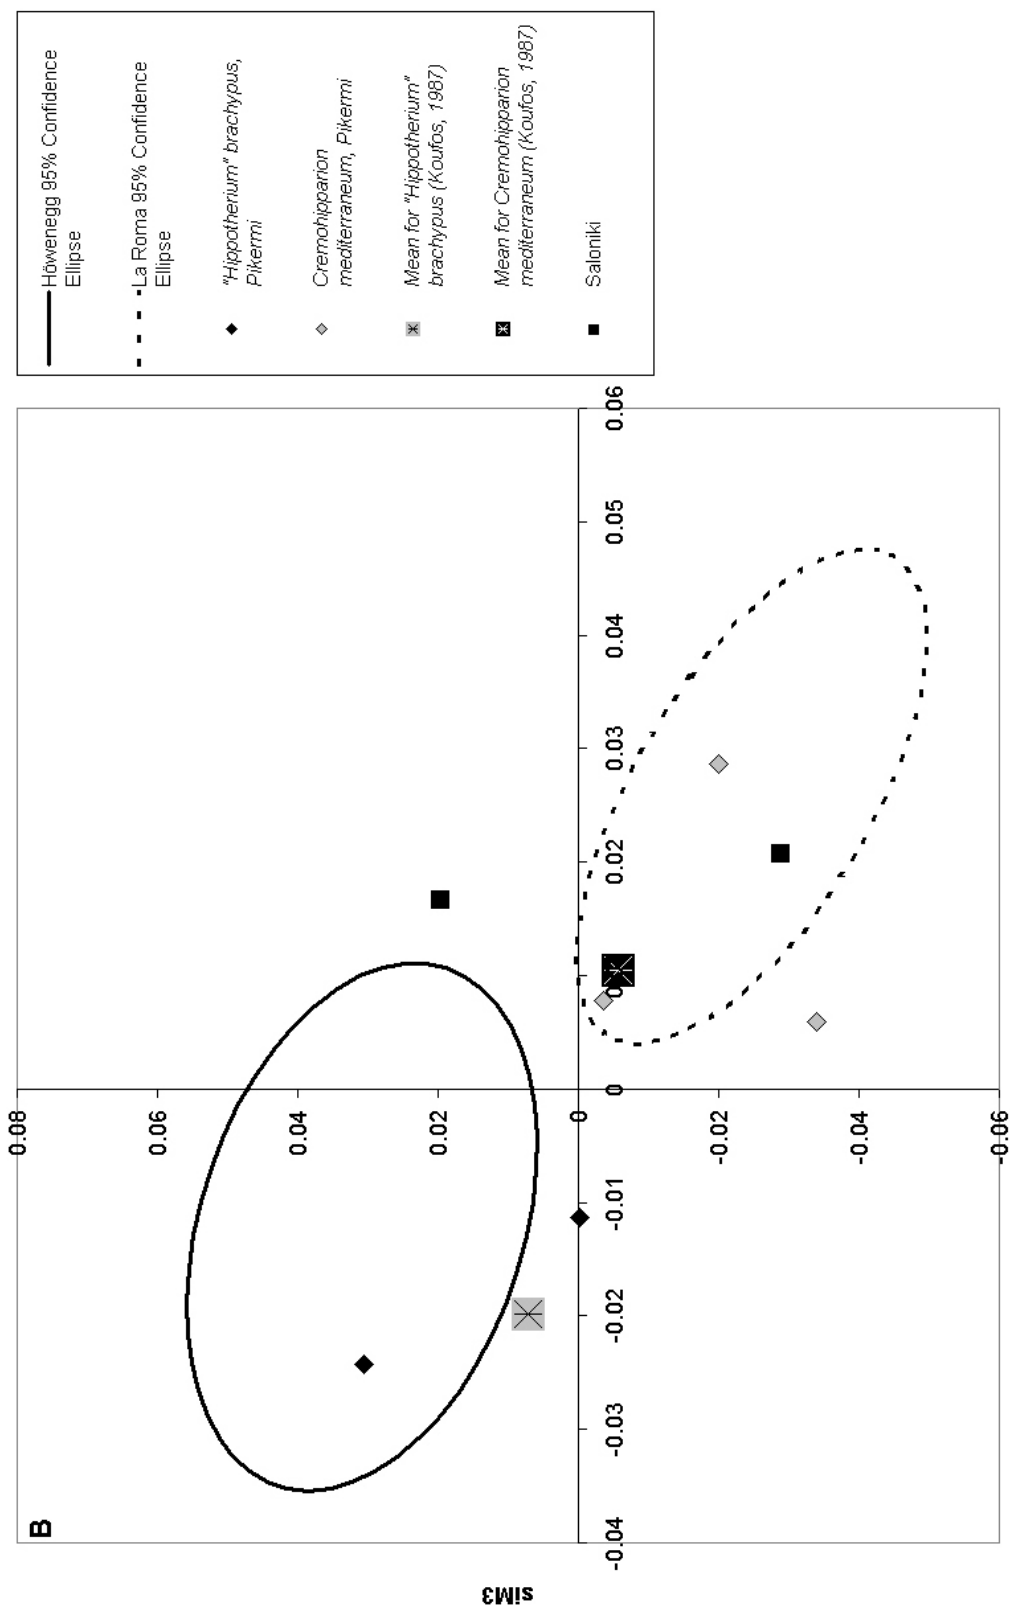 B
siM3
0.08
0.06
0.04
0.02
0
-0.02
-0.04
-0.06
-0.04
-0.03
-0.02
-0.01
0
0.02
0.03
0.04
0.05
0.06
Höwenegg 95% Confidence
Ellipse
La Roma 95% Confidence
Ellipse
"Hippotherium" brachypus,
Pikermi
Cremohipparion
mediterraneum, Pikermi
Mean for "Hippotherium"
brachypus (Koufos, 1987)
Mean for Cremohipparion
mediterraneum (Koufos, 1987)
Saloniki